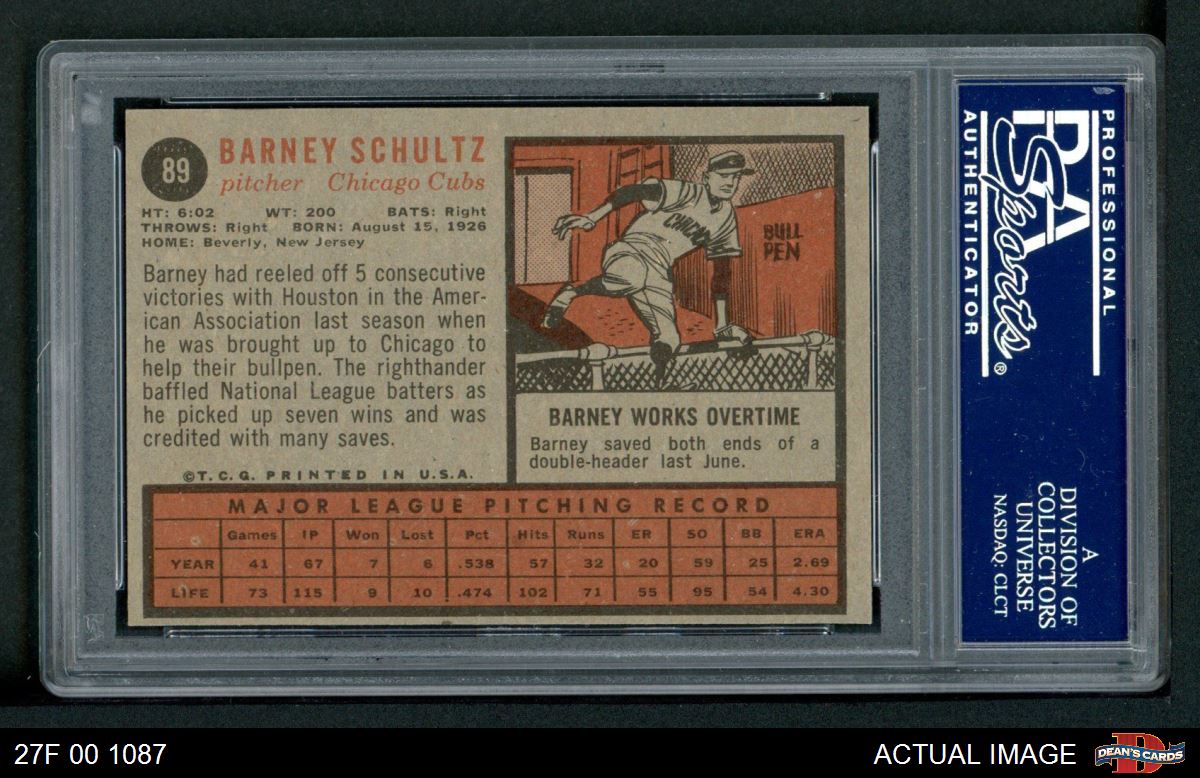 89
BARNEY SCHULTZ
pitcher Chicago Cubs
HT: 6:02 WT: 200 BATS: Right
THROWS: Right BORN: August 15, 1926
HOME: Beverly, New Jersey
Barney had reeled off 5 consecutive
victories with Houston in the Amer-
ican Association last season when
he was brought up to Chicago to
help their bullpen. The righthander
baffled National League batters as
he picked up seven wins and was
credited with many saves.
©T.C.G. PRINTED IN U.S.A.
CHICAGO
BULL
PEN
BARNEY WORKS OVERTIME
Barney saved both ends of a
double-header last June.
MAJOR LEAGUE PITCHING RECORD
Games IP Won Lost Pct Hits Runs ER SO BB ERA
YEAR 41 67 7 6 .538 57 32 20 59 25 2.69
LIFE 73 115 9 10 .474 102 71 55 95 54 4.30
PROFESSIONAL
PSA
Sports®
AUTHENTICATOR
A
DIVISION OF
COLLECTORS
UNIVERSE
NASDAQ: CLCT
27F 00 1087
ACTUAL IMAGE
DEAN'S CARDS